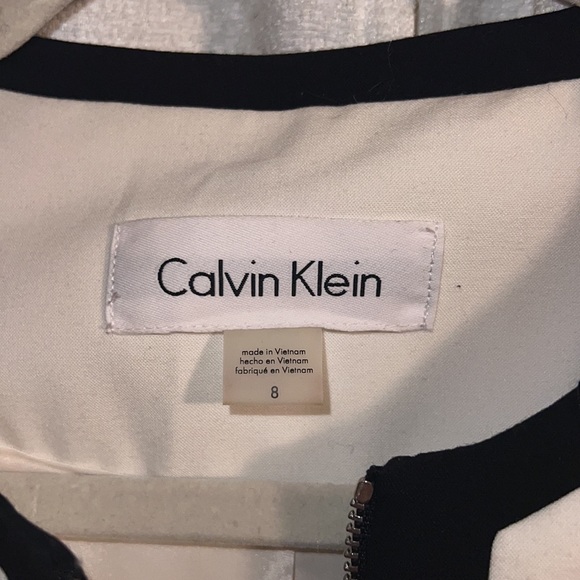 Calvin Klein
made in Vietnam
hecho en Vietnam
fabriqué en Vietnam
8